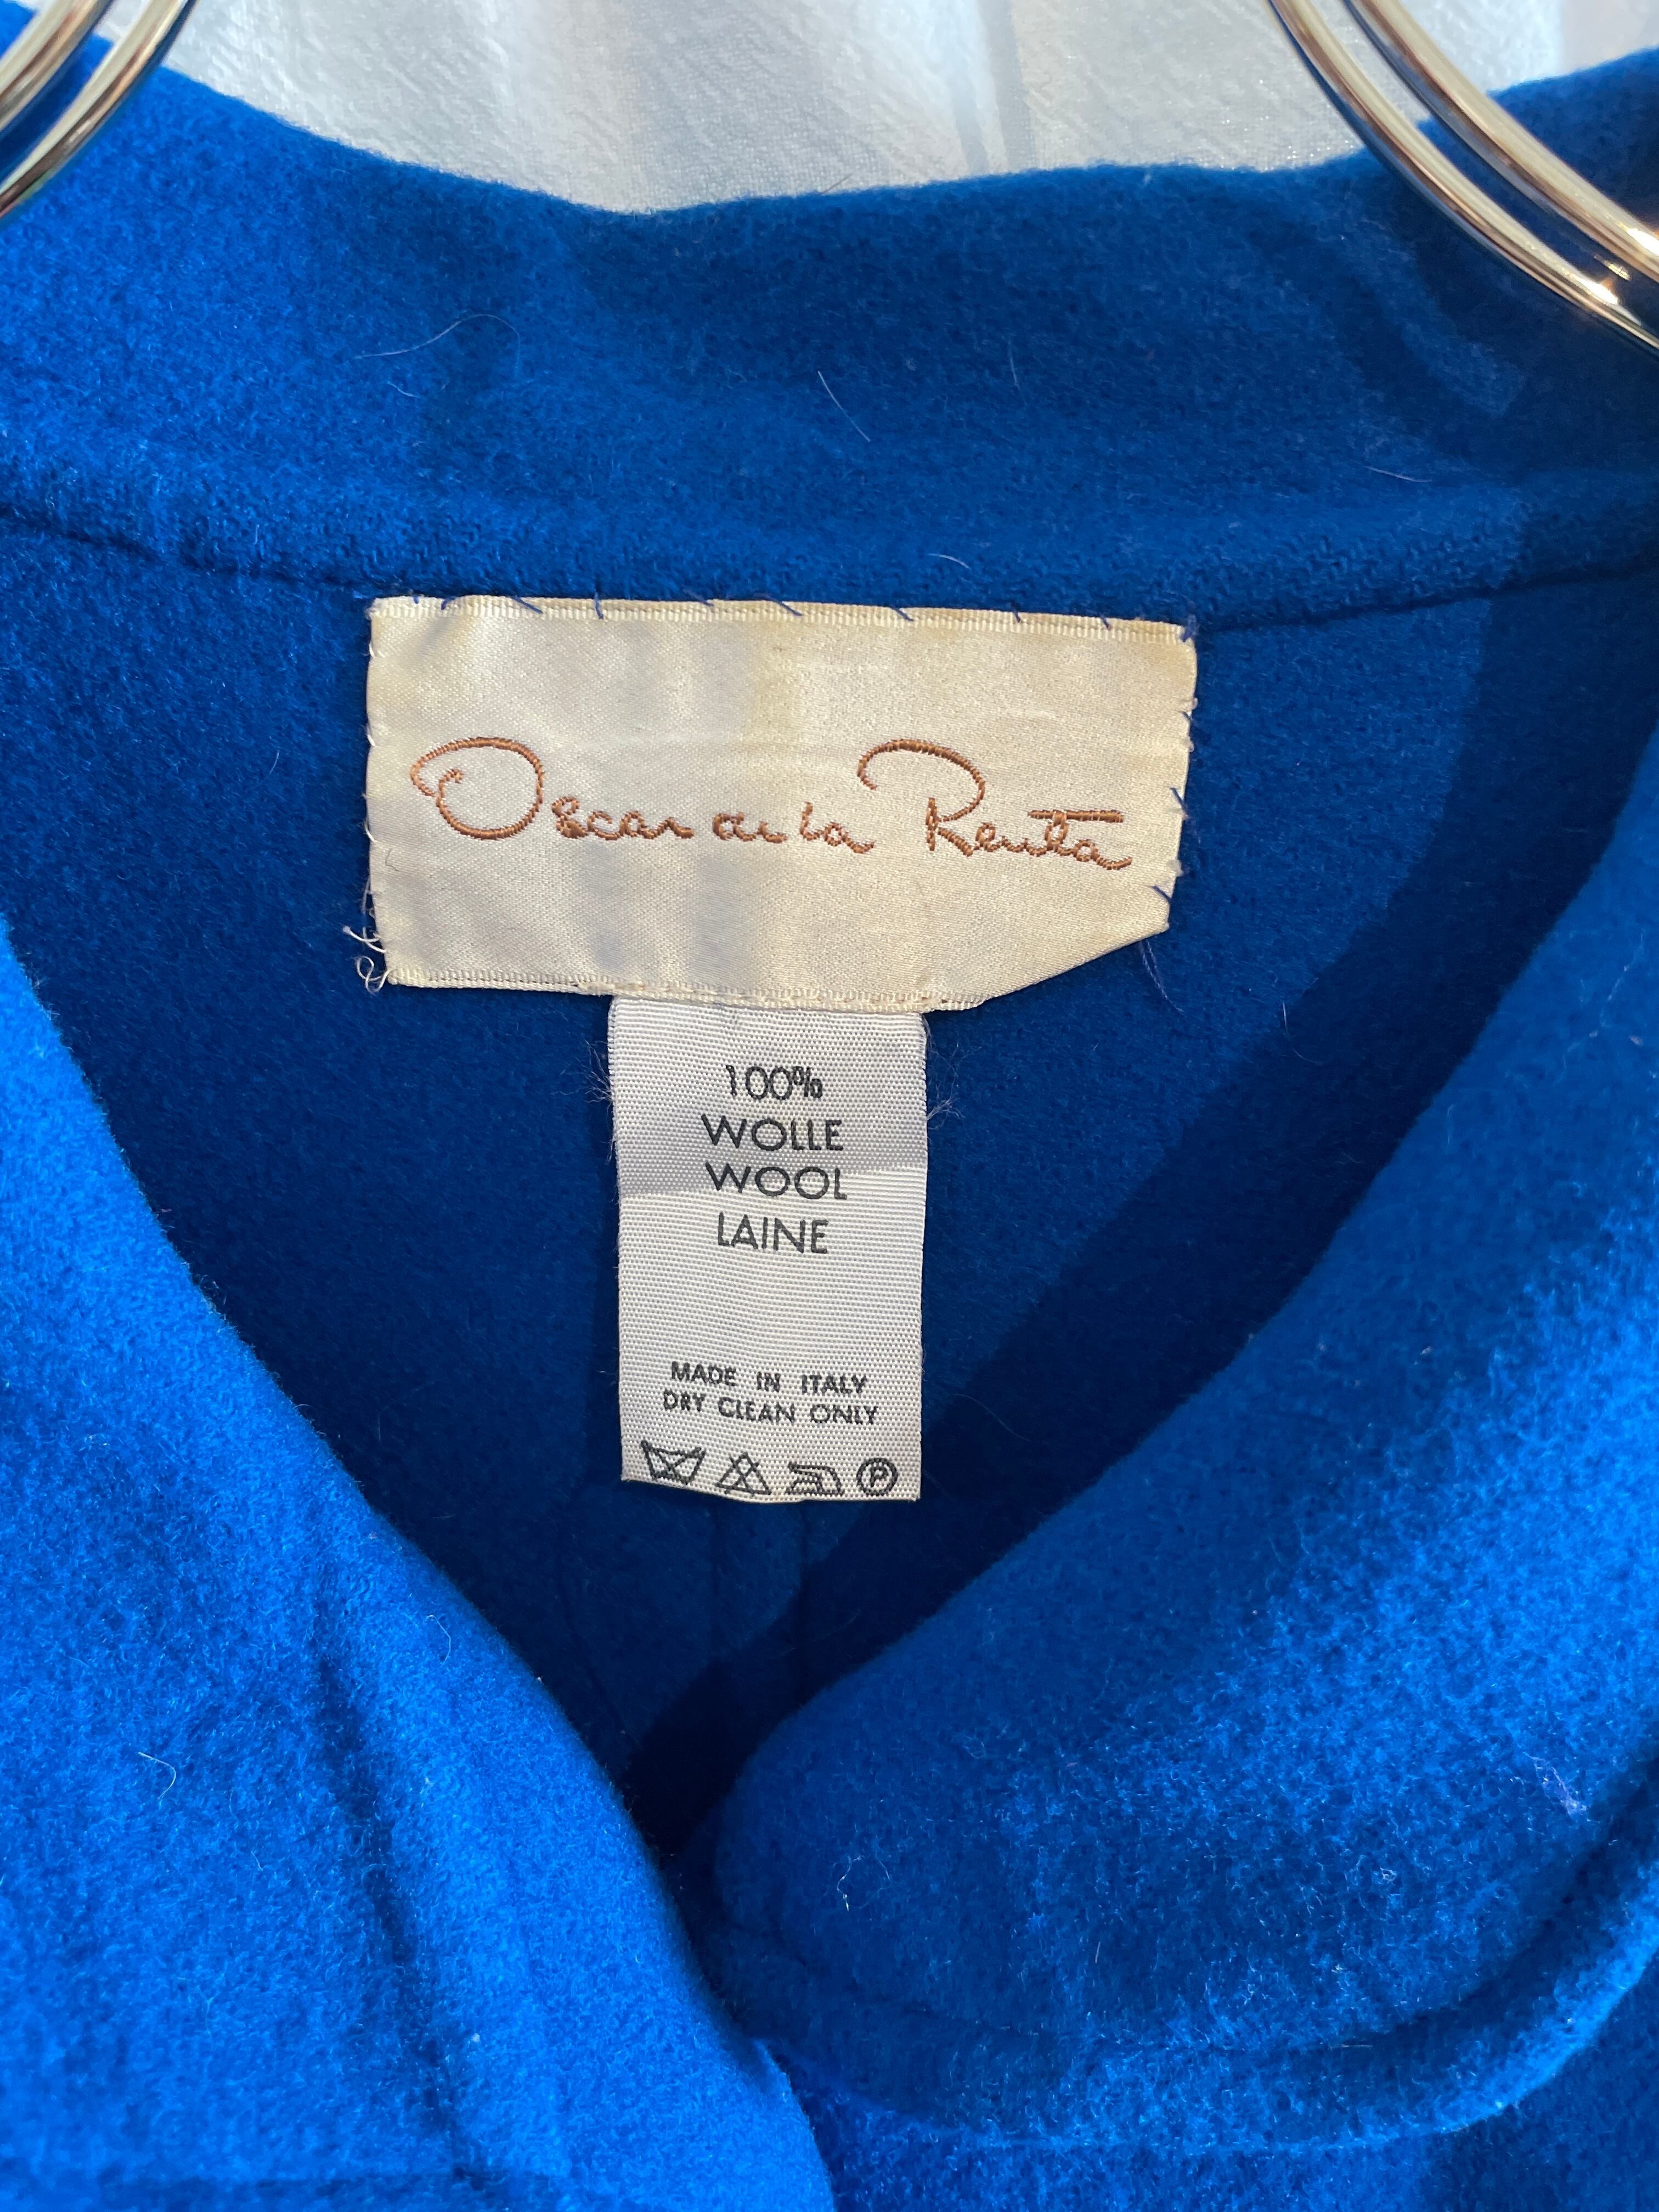 Oscar de la Renta
100%
WOLLE
WOOL
LAINE
MADE IN ITALY
DRY CLEAN ONLY
P